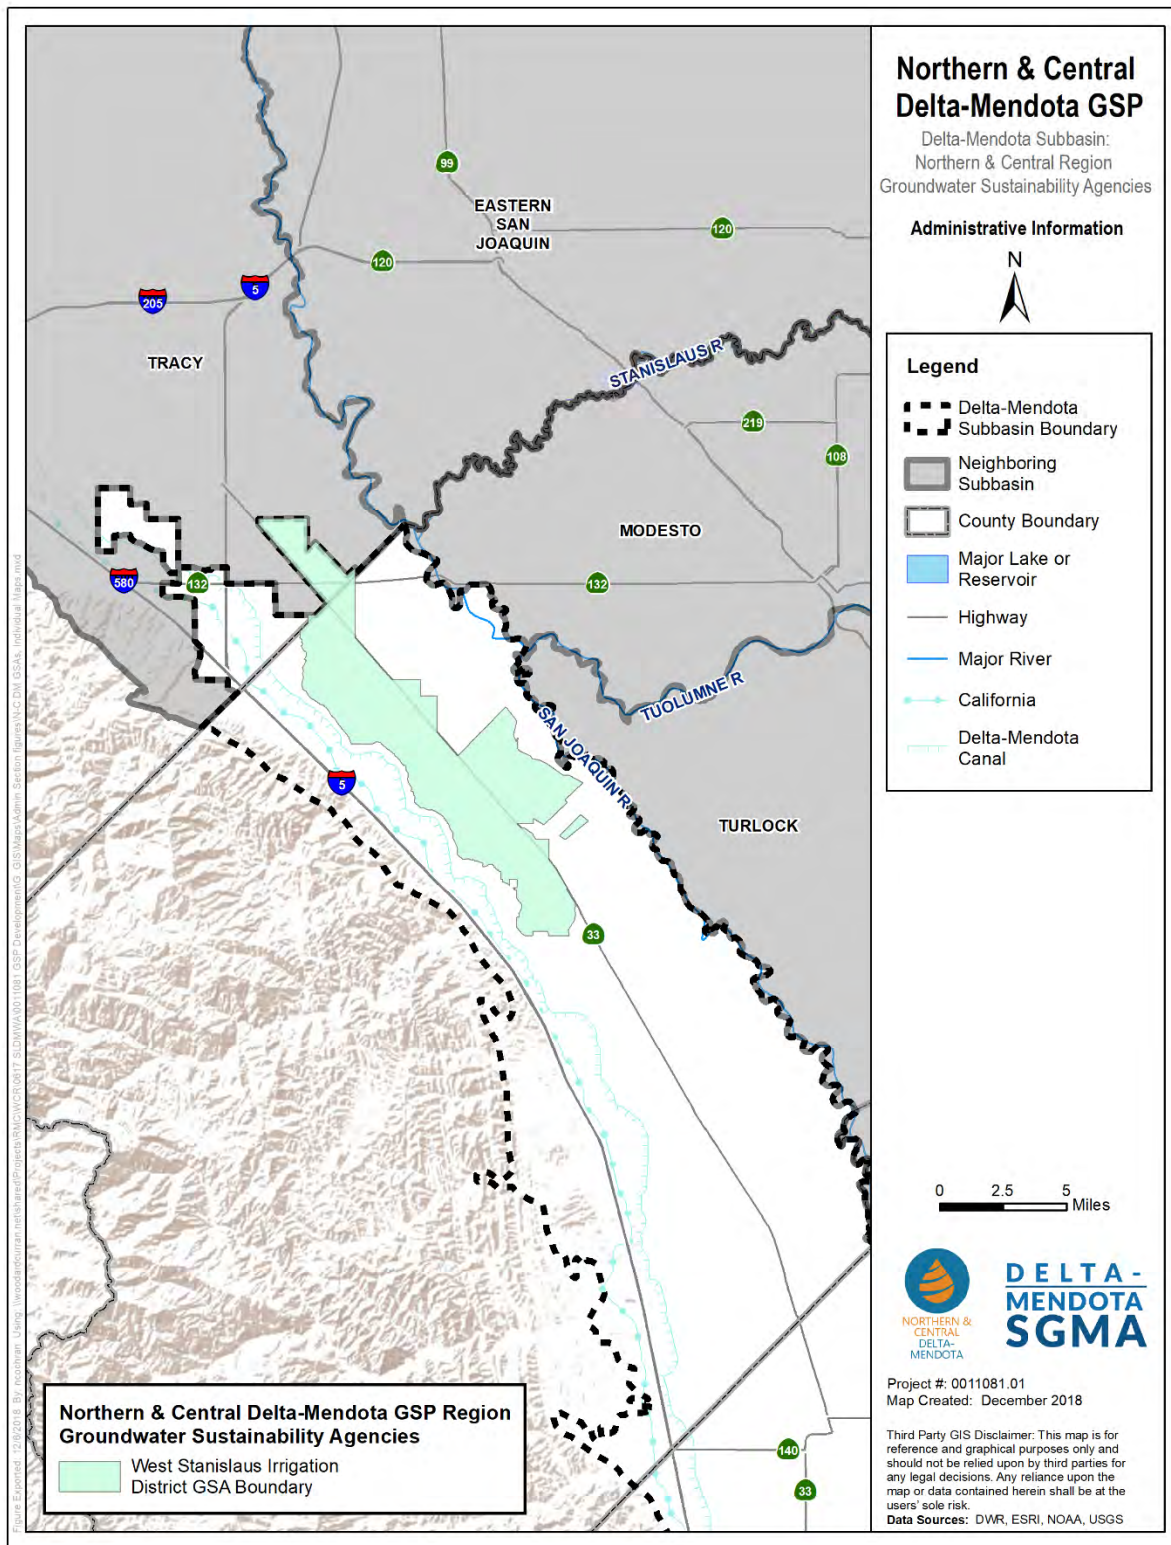 Northern & Central
Delta-Mendota GSP
Delta-Mendota Subbasin:
Northern & Central Region
Groundwater Sustainability Agencies
Administrative Information
N
Legend
Delta-Mendota
Subbasin Boundary
Neighboring
Subbasin
County Boundary
Major Lake or
Reservoir
Highway
Major River
California
Delta-Mendota
Canal
0 2.5 5
Miles
NORTHERN &
CENTRAL
DELTA-
MENDOTA
DELTA-
MENDOTA
SGMA
Project #: 0011081.01
Map Created: December 2018
Third Party GIS Disclaimer: This map is for
reference and graphical purposes only and
should not be relied upon by third parties for
any legal decisions. Any reliance upon the
map or data contained herein shall be at the
users' sole risk.
Data Sources: DWR, ESRI, NOAA, USGS
99
EASTERN
SAN
JOAQUIN
120
120
5
205
TRACY
STANISLAUS R
219
108
MODESTO
580
132
132
TUOLUMNE R
SAN JOAQUIN R.
5
TURLOCK
33
140
33
Northern & Central Delta-Mendota GSP Region
Groundwater Sustainability Agencies
West Stanislaus Irrigation
District GSA Boundary